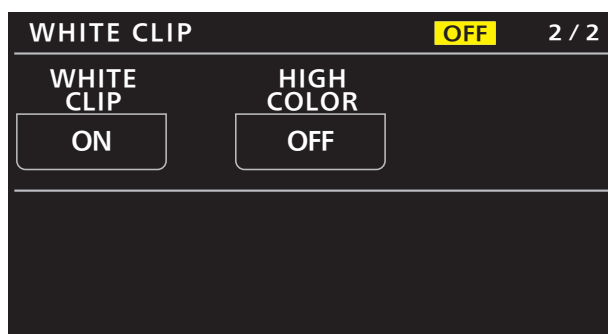 WHITE CLIP OFF 2/2
WHITE HIGH
CLIP COLOR
ON OFF